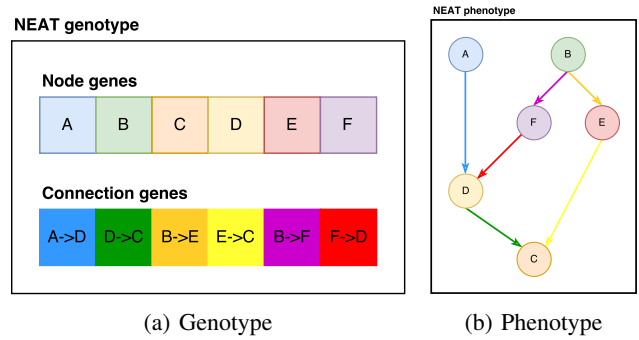 NEAT genotype
Node genes
A B C D E F
Connection genes
A->D D->C B->E E->C B->F F->D
(a) Genotype
NEAT phenotype
A B
F E
D
C
(b) Phenotype